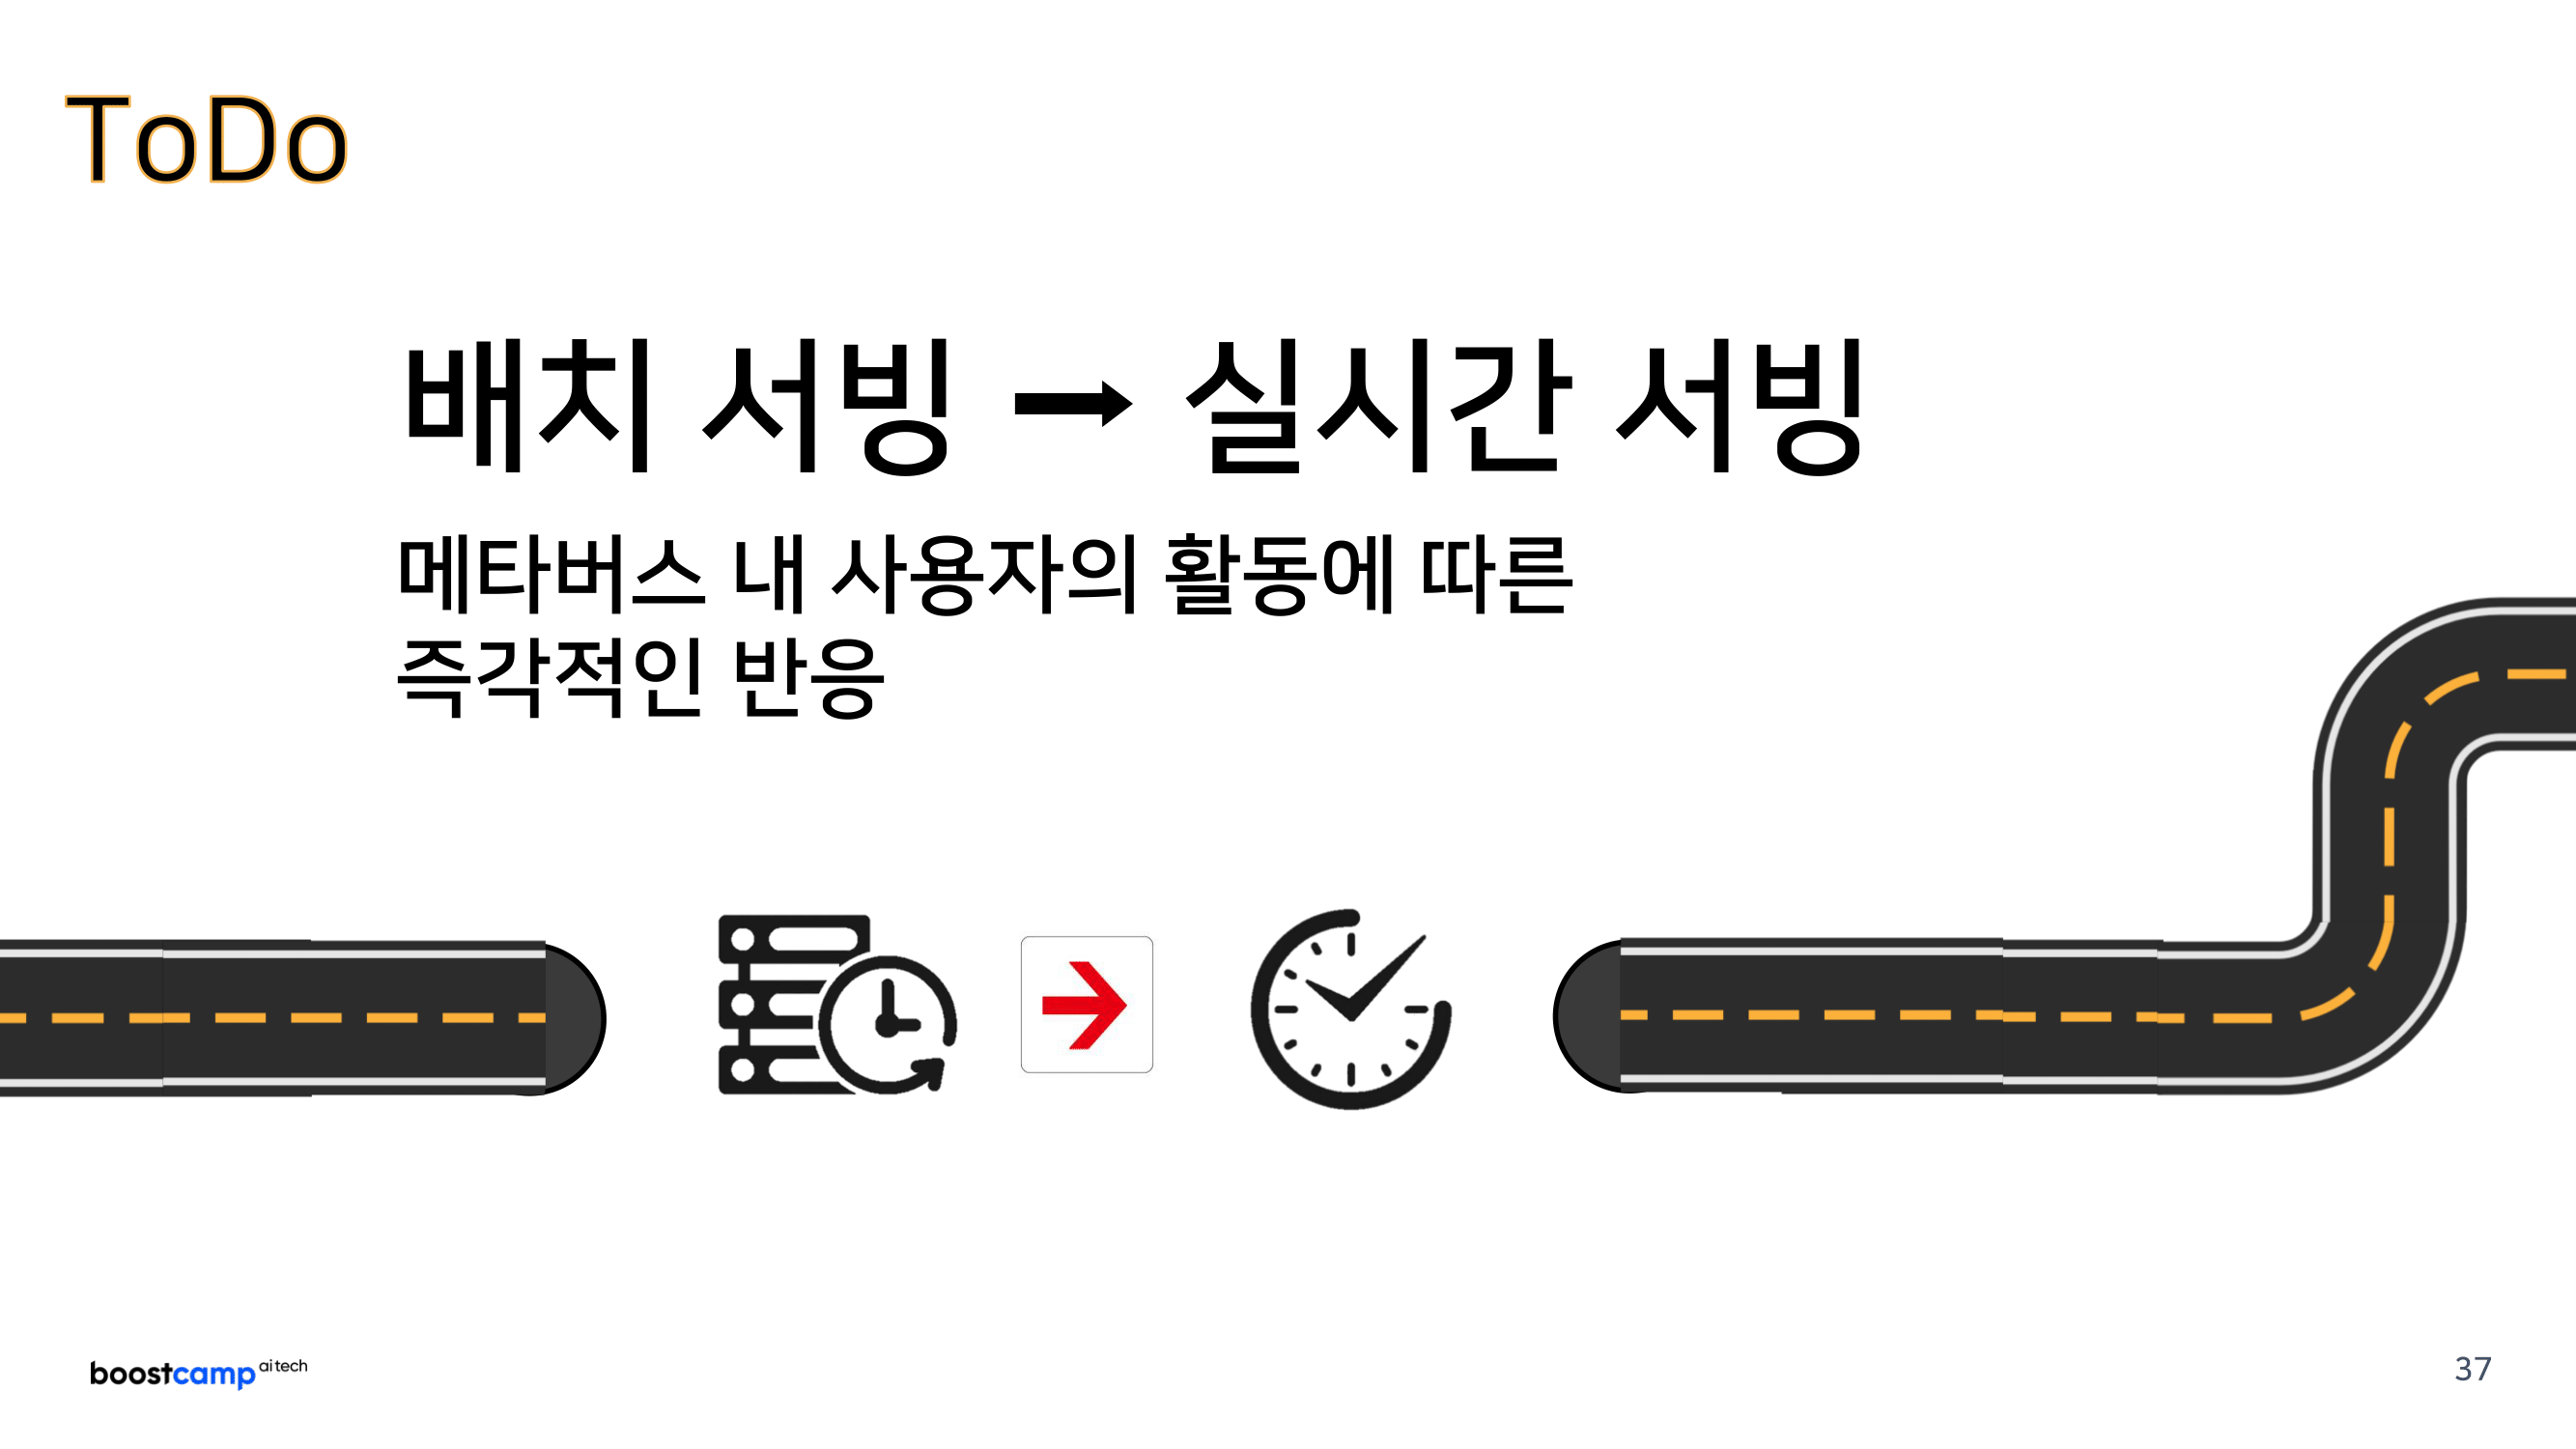 ToDo
배치 서빙 → 실시간 서빙
메타버스 내 사용자의 활동에 따른
즉각적인 반응
boostcamp ai tech
37